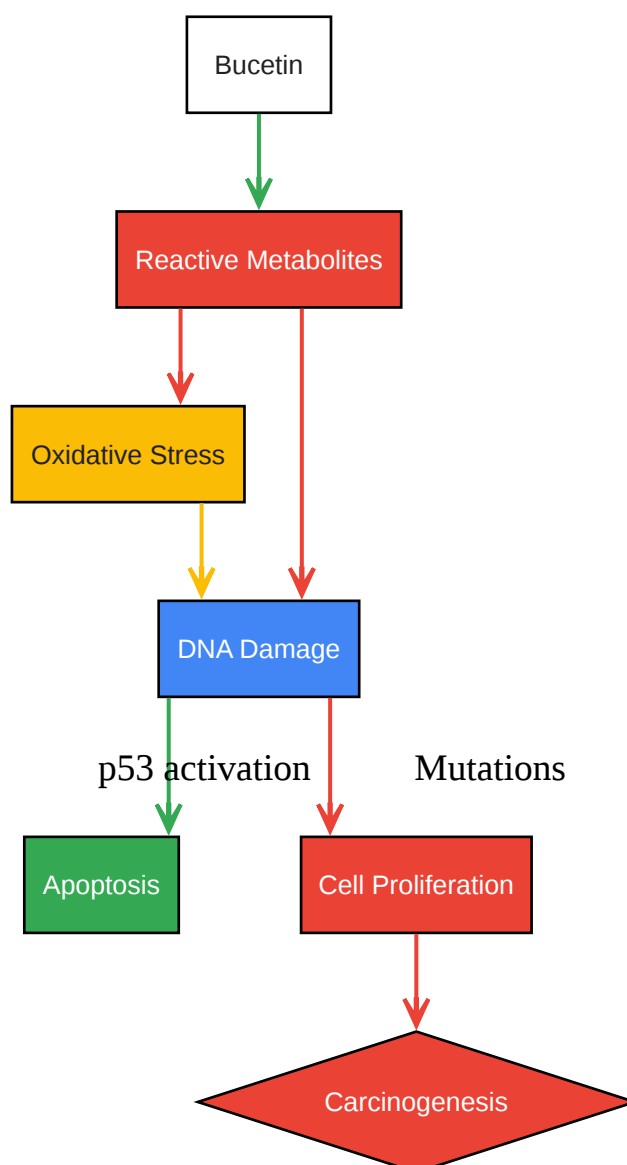 Bucetin
Reactive Metabolites
Oxidative Stress
DNA Damage
p53 activation
Mutations
Apoptosis
Cell Proliferation
Carcinogenesis